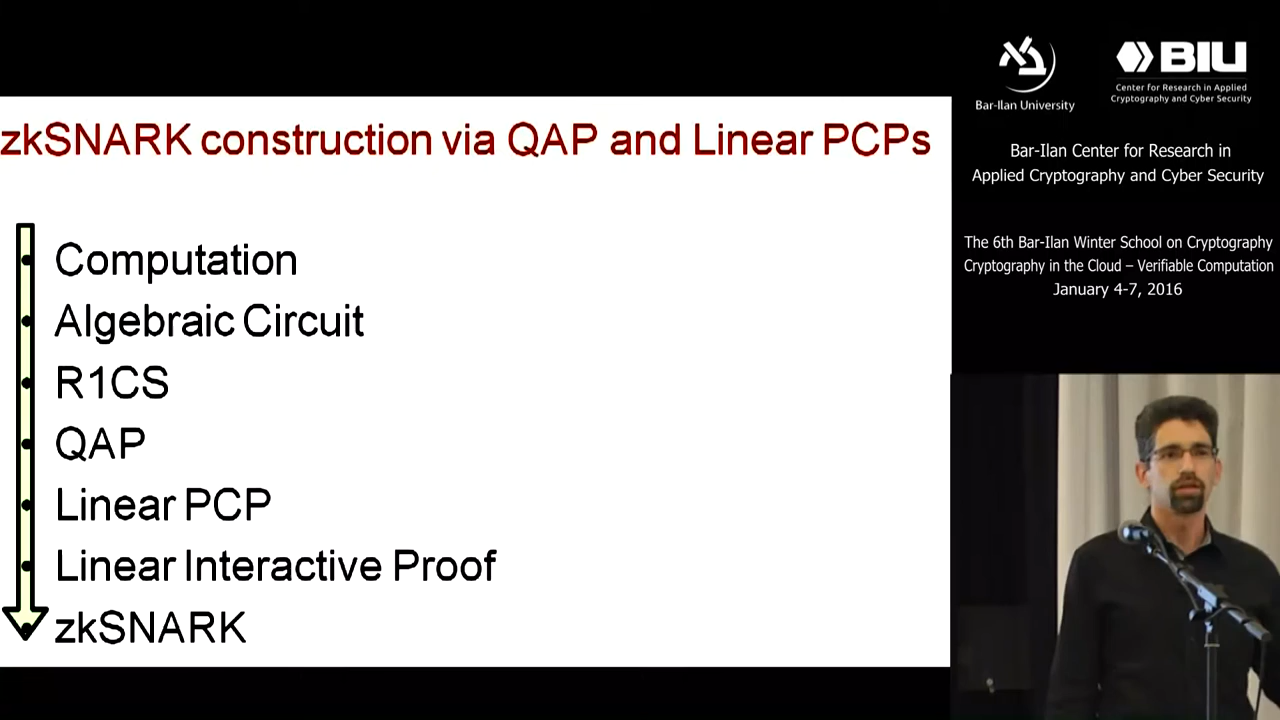 zkSNARK construction via QAP and Linear PCPs
Computation
Algebraic Circuit
R1CS
QAP
Linear PCP
Linear Interactive Proof
zkSNARK
Bar-Ilan University
BIU
Center for Research in Applied
Cryptography and Cyber Security
Bar-Ilan Center for Research in
Applied Cryptography and Cyber Security
The 6th Bar-Ilan Winter School on Cryptography
Cryptography in the Cloud – Verifiable Computation
January 4-7, 2016